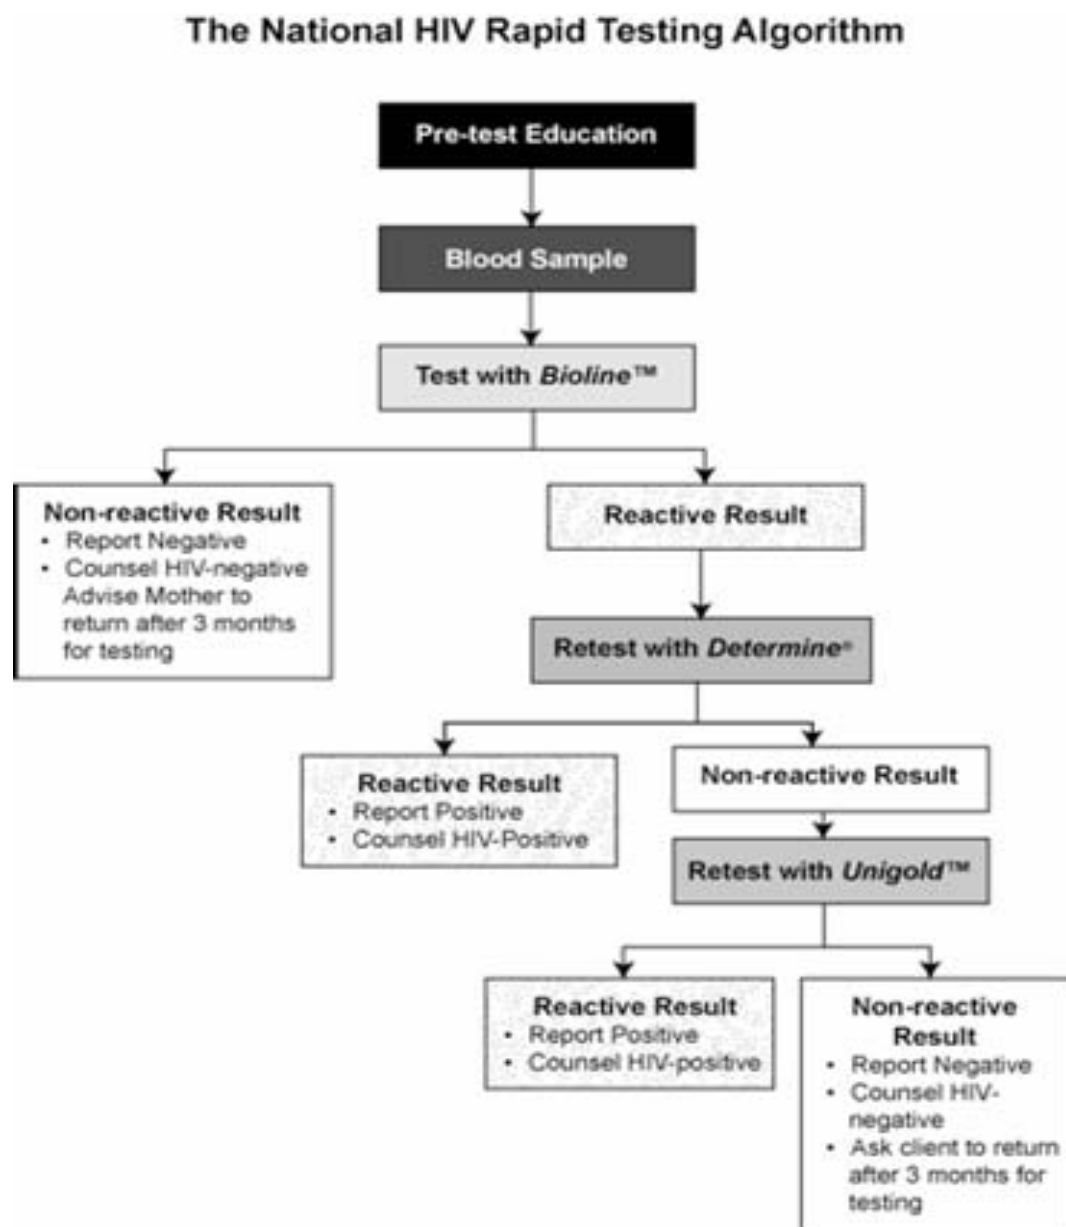 The National HIV Rapid Testing Algorithm
Pre-test Education
Blood Sample
Test with Bioline™
Non-reactive Result
• Report Negative
• Counsel HIV-negative
Advise Mother to
return after 3 months
for testing
Reactive Result
Retest with Determine®
Reactive Result
• Report Positive
• Counsel HIV-Positive
Non-reactive Result
Retest with Unigold™
Reactive Result
• Report Positive
• Counsel HIV-positive
Non-reactive
Result
• Report Negative
• Counsel HIV-
negative
• Ask client to return
after 3 months for
testing